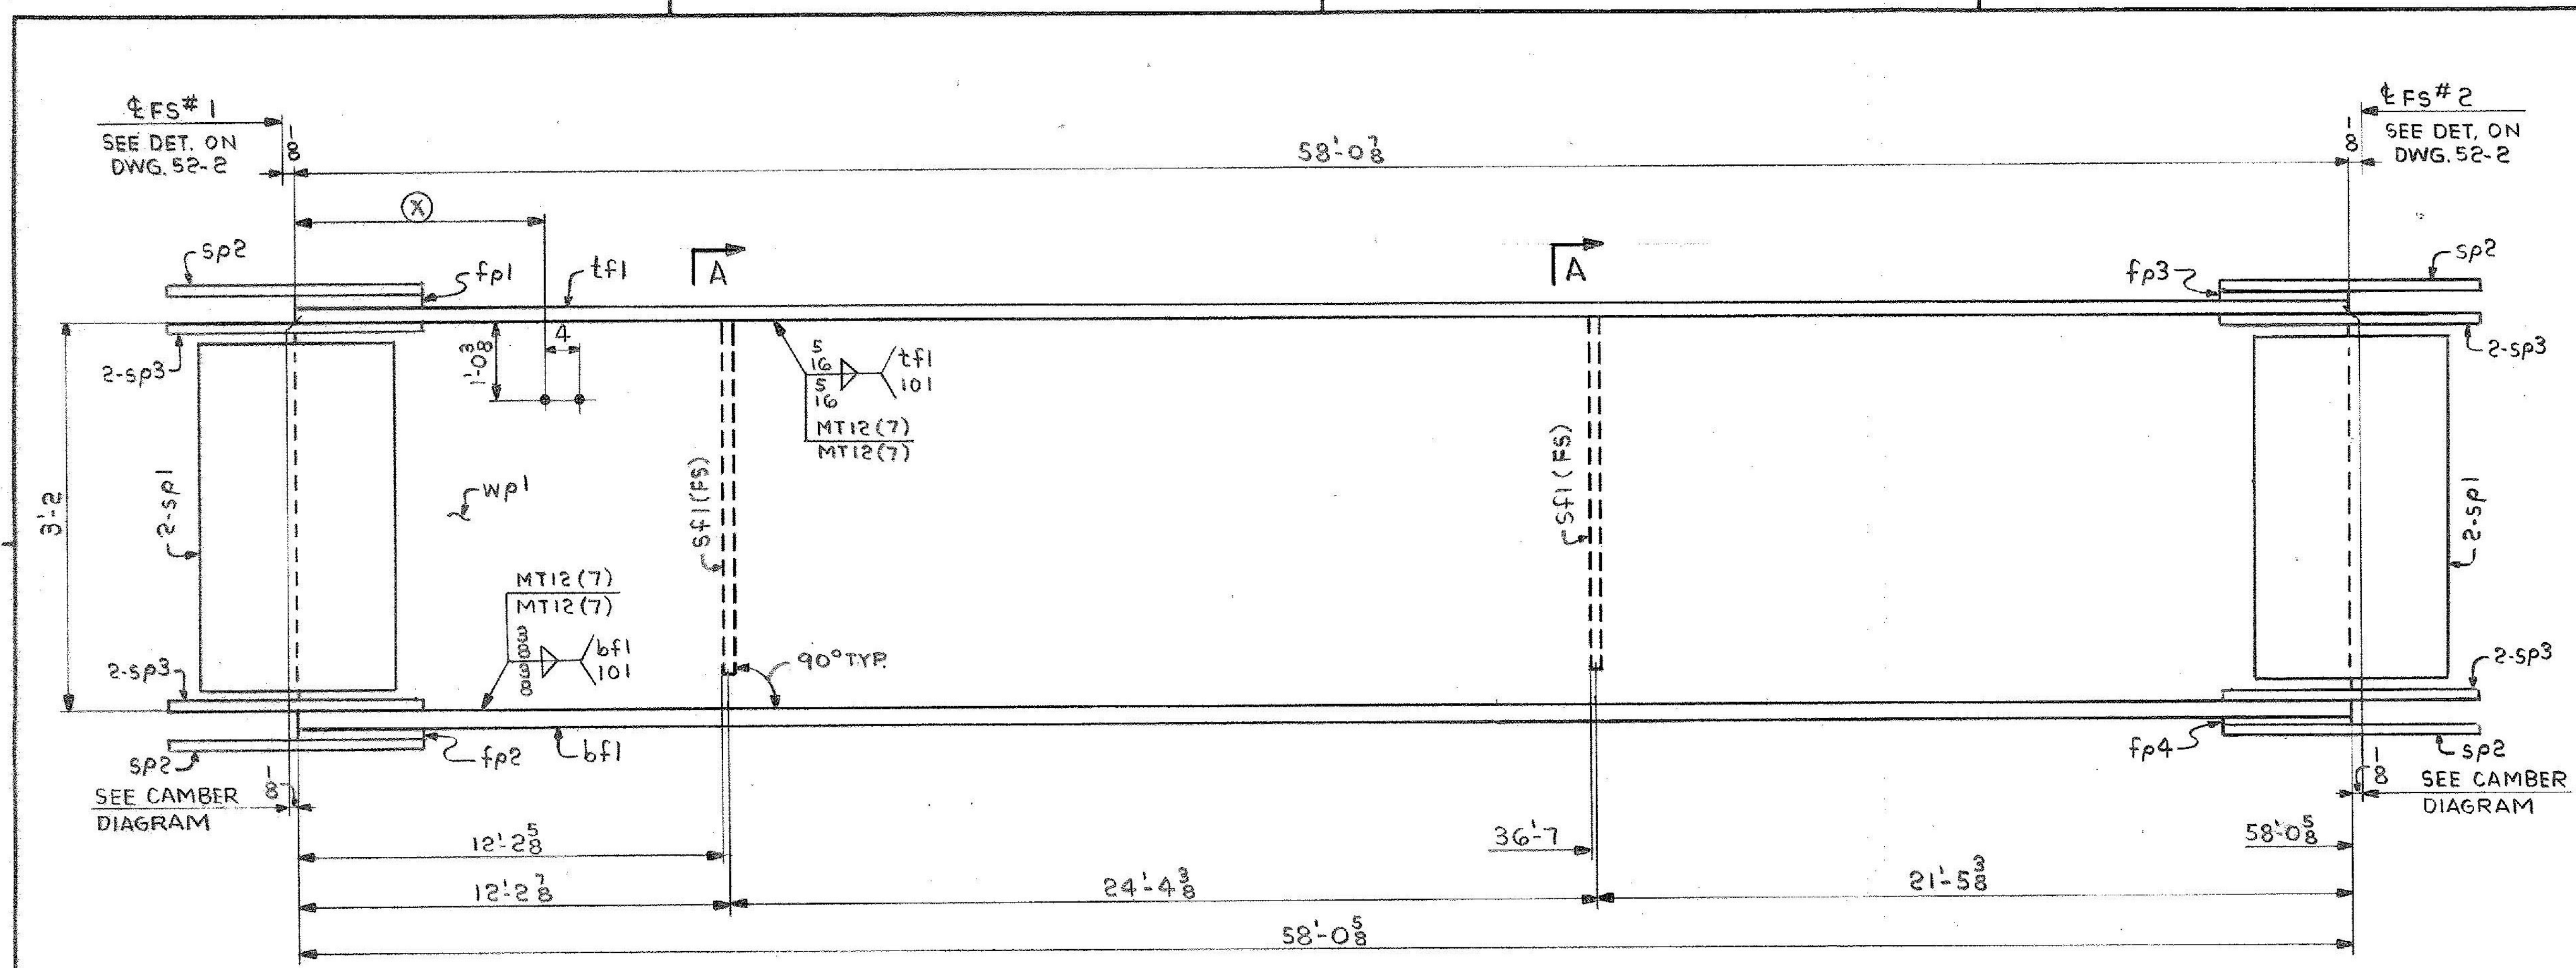 ℄ FS# 1
SEE DET. ON
DWG. 52-2
1/8
58'-0 7/8
1/8
℄ FS# 2
SEE DET. ON
DWG. 52-2
X
sp2
fp1
tf1
A
A
fp3
sp2
2-sp3
1'-0 3/8
4
5/16
5/16
tf1
101
MT12(7)
MT12(7)
2-sp3
3'-2
2-sp1
wp1
Sf1(FS)
Sf1(FS)
2-sp1
MT12(7)
MT12(7)
3/8
3/8
bf1
101
90° TYP.
2-sp3
2-sp3
sp2
fp2
bf1
fp4
sp2
1/8
SEE CAMBER
DIAGRAM
1/8
SEE CAMBER
DIAGRAM
12'-2 5/8
36'-7
58'-0 5/8
12'-2 7/8
24'-4 3/8
21'-5 3/8
58'-0 5/8